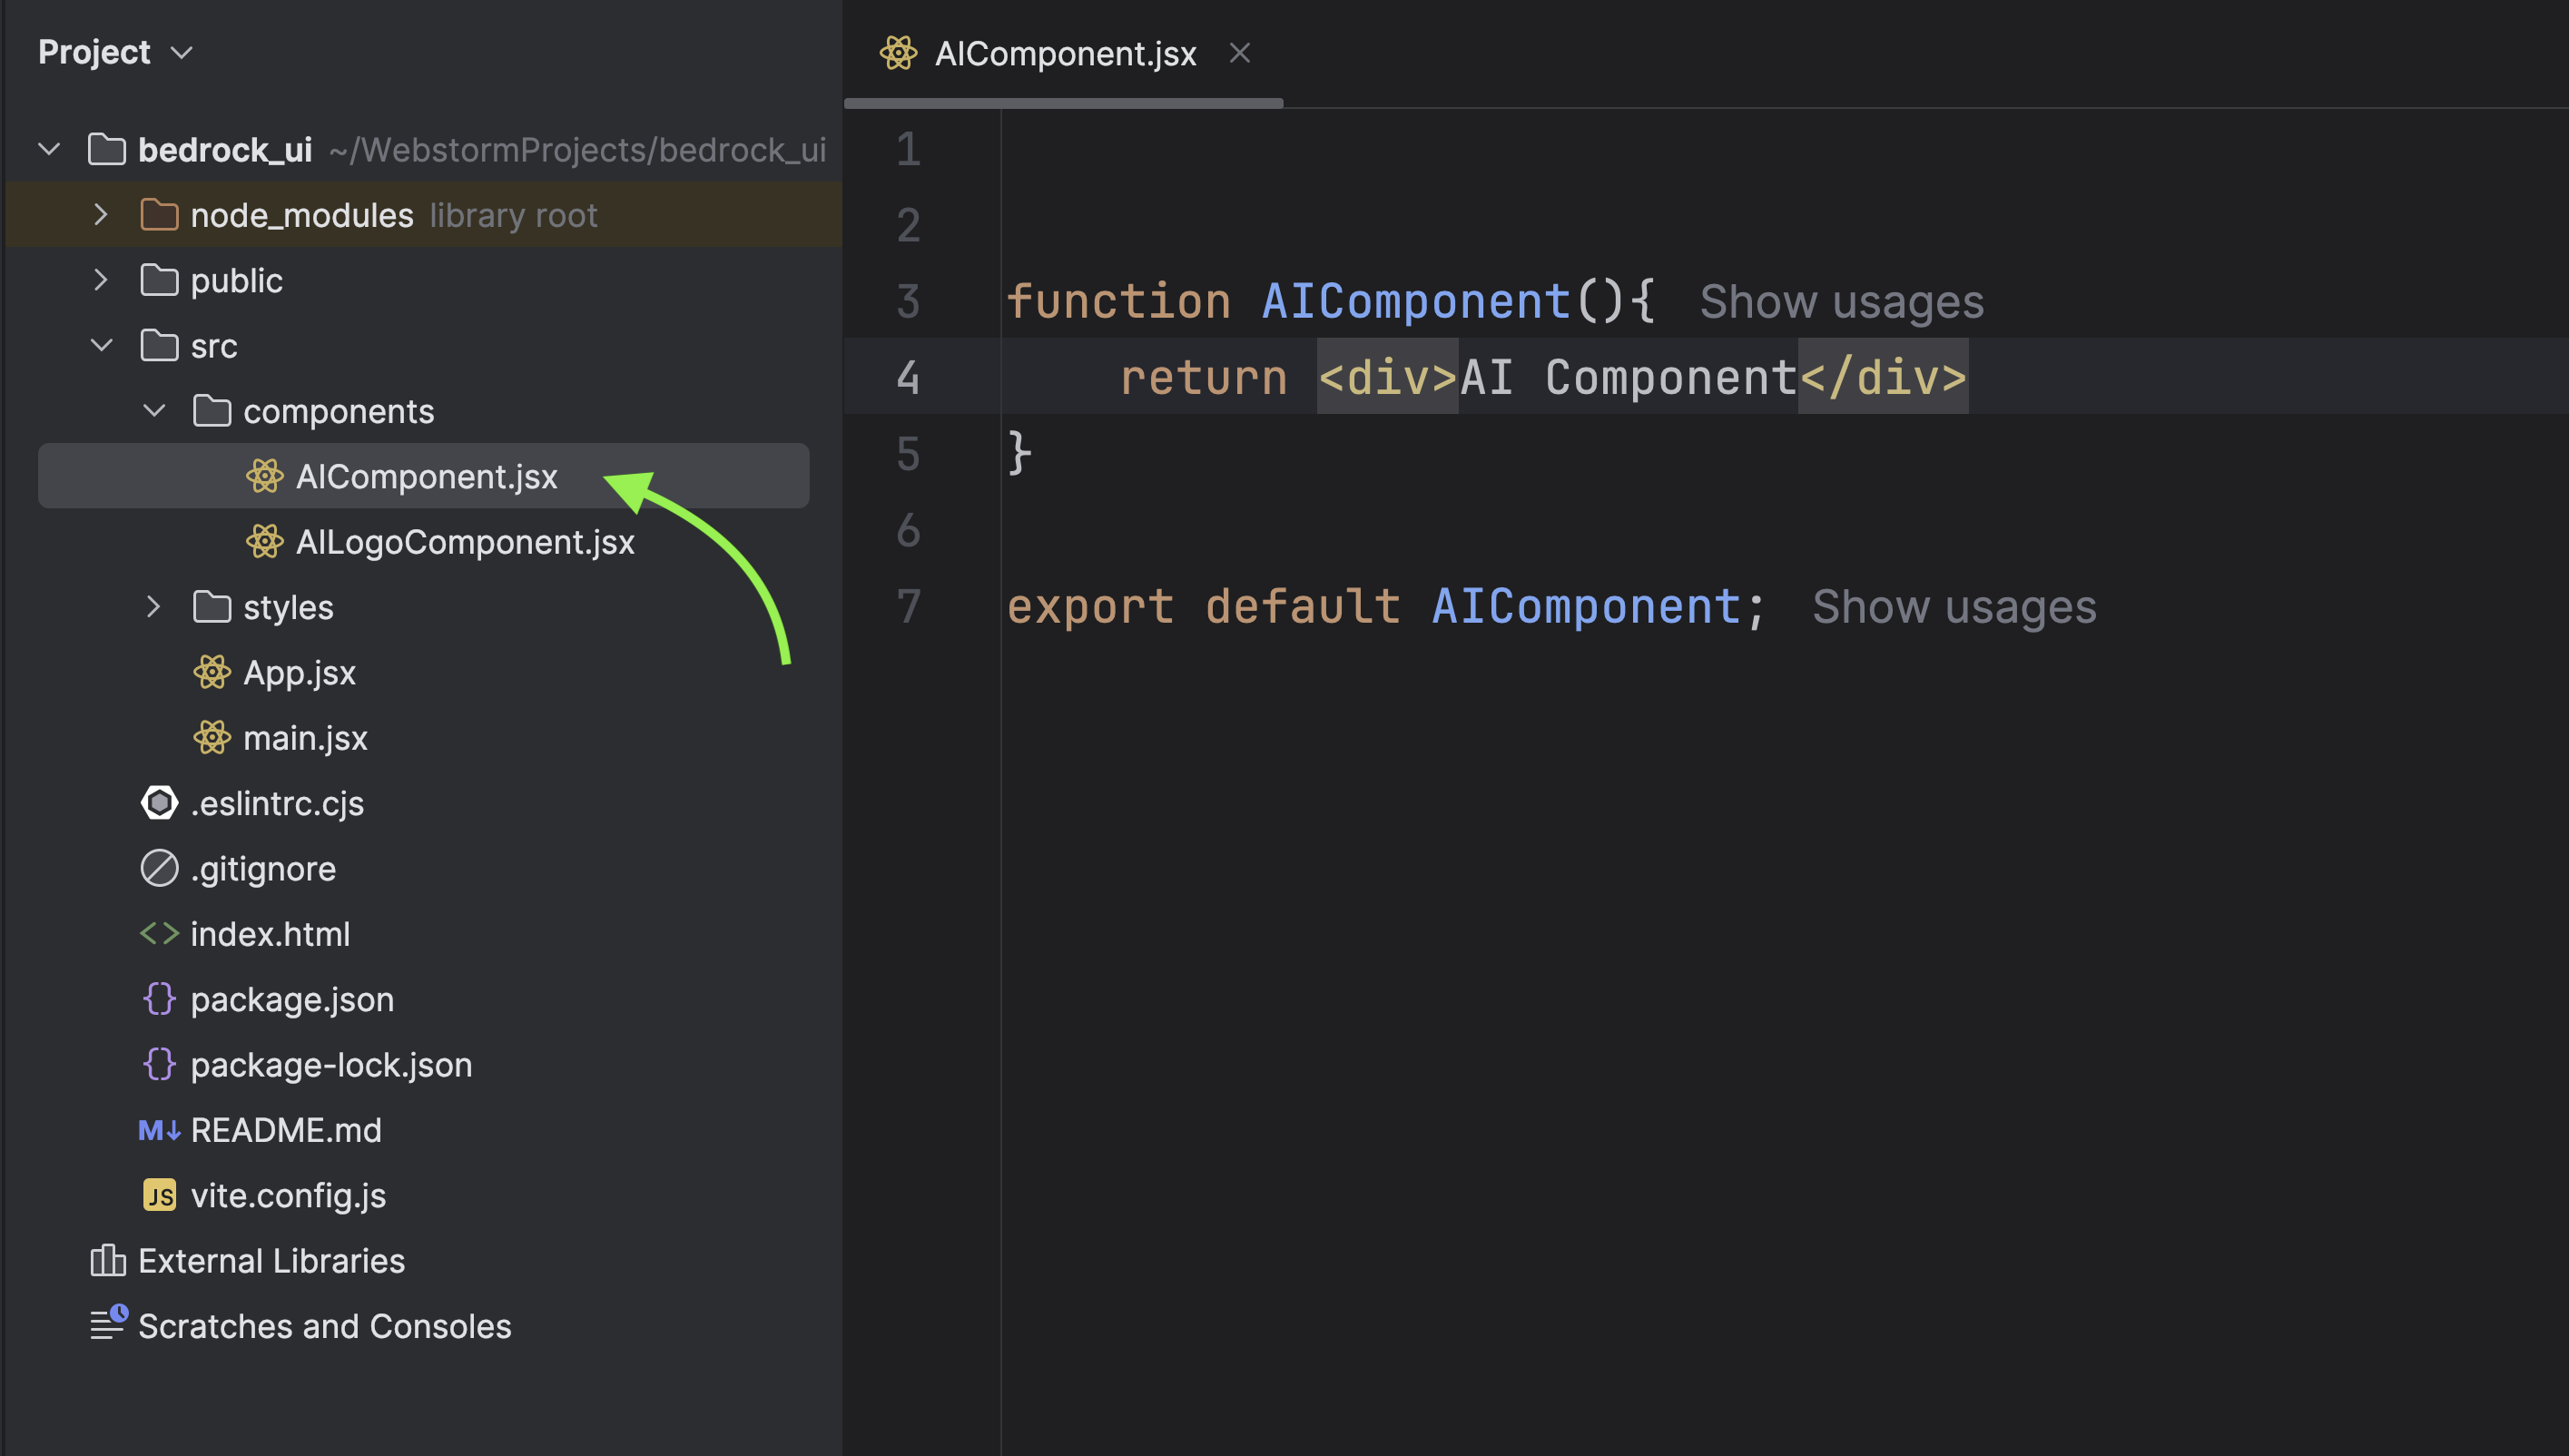 Project
bedrock_ui ~/WebstormProjects/bedrock_ui
node_modules library root
public
src
components
AIComponent.jsx
AILogoComponent.jsx
styles
App.jsx
main.jsx
.eslintrc.cjs
.gitignore
index.html
package.json
package-lock.json
M↓ README.md
JS vite.config.js
External Libraries
Scratches and Consoles
AIComponent.jsx
1
2
3 function AIComponent(){ Show usages
4 return <div>AI Component</div>
5 }
6
7 export default AIComponent; Show usages